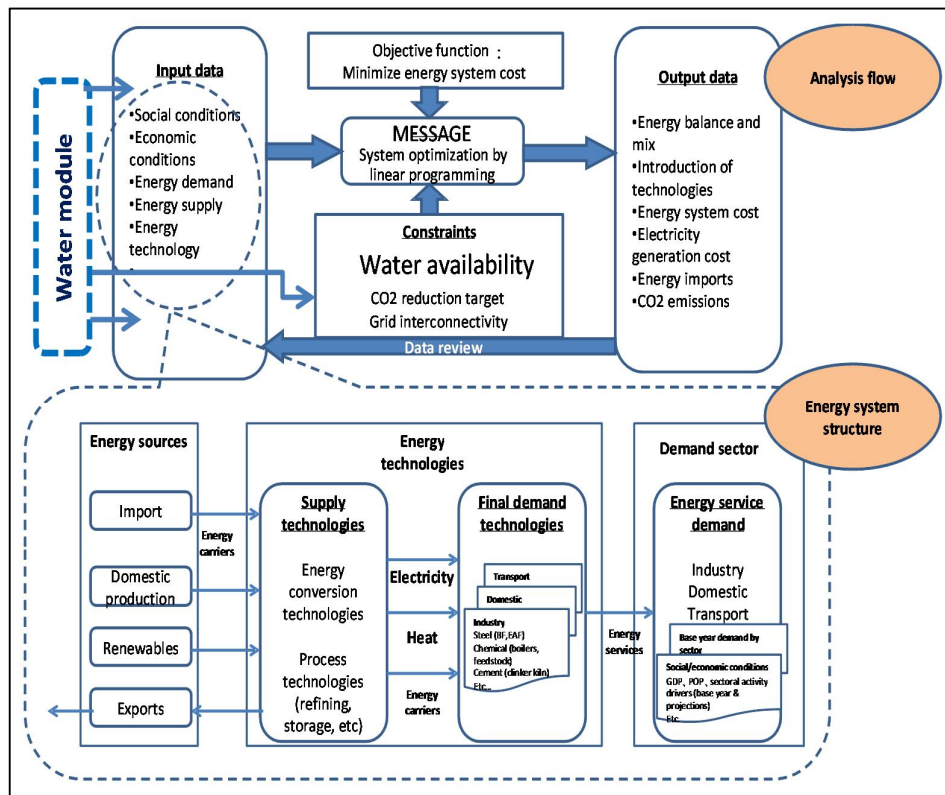 Water module
Input data
•Social conditions
•Economic
conditions
•Energy demand
•Energy supply
•Energy
technology
•
Objective function :
Minimize energy system cost
MESSAGE
System optimization by
linear programming
Constraints
Water availability
CO2 reduction target
Grid interconnectivity
Data review
Output data
•Energy balance and
mix
•Introduction of
technologies
•Energy system cost
•Electricity
generation cost
•Energy imports
•CO2 emissions
Analysis flow
Energy system
structure
Energy sources
Import
Domestic
production
Renewables
Exports
Energy
carriers
Energy
technologies
Supply
technologies
Energy
conversion
technologies
Process
technologies
(refining,
storage, etc)
Electricity
Heat
Energy
carriers
Final demand
technologies
Transport
Domestic
Industry
Steel (BF,EAF)
Chemical (boilers,
feedstock)
Cement (clinker kiln)
Etc..
Energy
services
Demand sector
Energy service
demand
Industry
Domestic
Transport
Base year demand by
sector
Social/economic conditions
GDP、POP、sectoral activity
drivers (base year &
projections)
Etc